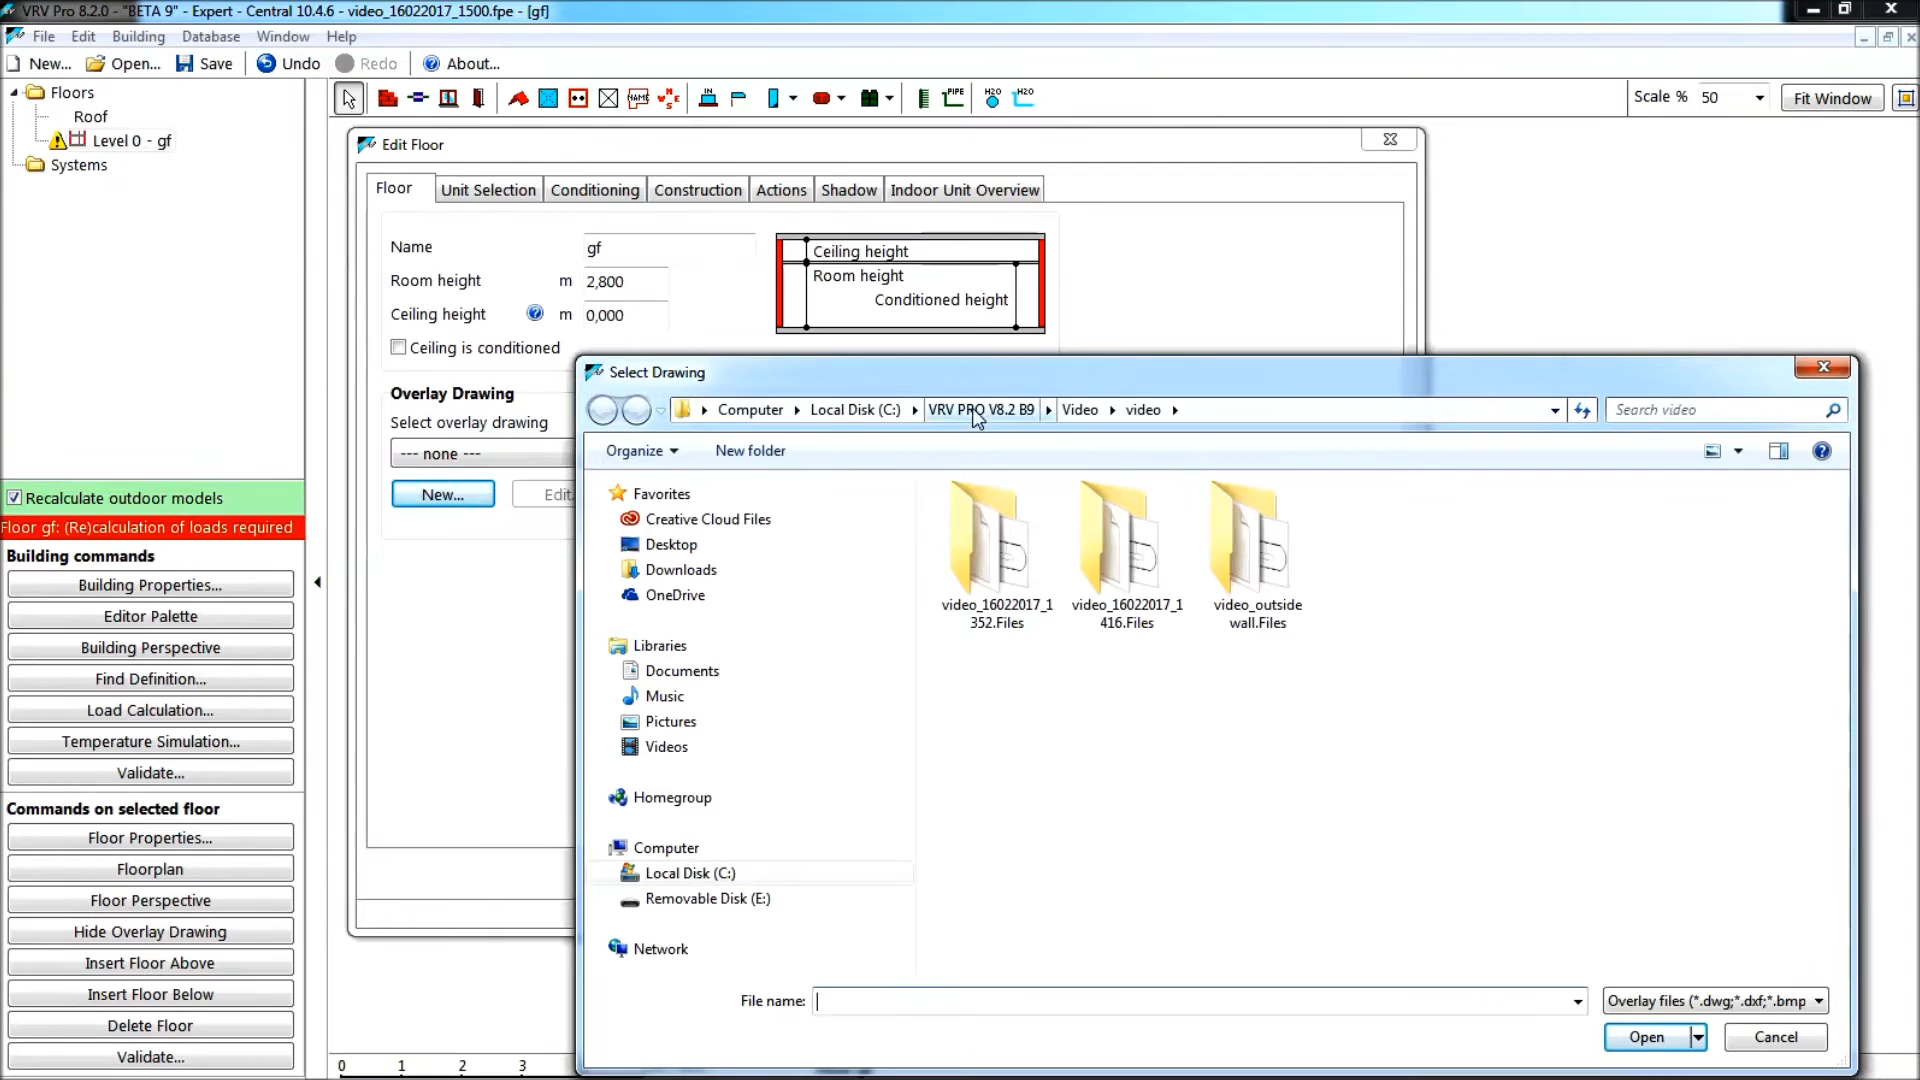 VRV Pro 8.2.0 - "BETA 9" - Expert - Central 10.4.6 - video_16022017_1500.fpe - [gf]
File Edit Building Database Window Help
New... Open... Save Undo Redo About...
NAME N W E S IN PIPE H2O H2O
Scale % 50 Fit Window
Floors
Roof
Level 0 - gf
Systems
Recalculate outdoor models
Floor gf: (Re)calculation of loads required
Building commands
Building Properties...
Editor Palette
Building Perspective
Find Definition...
Load Calculation...
Temperature Simulation...
Validate...
Commands on selected floor
Floor Properties...
Floorplan
Floor Perspective
Hide Overlay Drawing
Insert Floor Above
Insert Floor Below
Delete Floor
Validate...
Edit Floor
Floor Unit Selection Conditioning Construction Actions Shadow Indoor Unit Overview
Name gf
Room height m 2,800
Ceiling height m 0,000
Ceiling is conditioned
Ceiling height
Room height
Conditioned height
Overlay Drawing
Select overlay drawing
--- none ---
New... Edit.
Select Drawing
Computer Local Disk (C:) VRV PRO V8.2 B9 Video video
Search video
Organize New folder
Favorites
Creative Cloud Files
Desktop
Downloads
OneDrive
Libraries
Documents
Music
Pictures
Videos
Homegroup
Computer
Local Disk (C:)
Removable Disk (E:)
Network
video_16022017_1
352.Files
video_16022017_1
416.Files
video_outside
wall.Files
File name:
Overlay files (*.dwg;*.dxf;*.bmp
Open Cancel
0 1 2 3